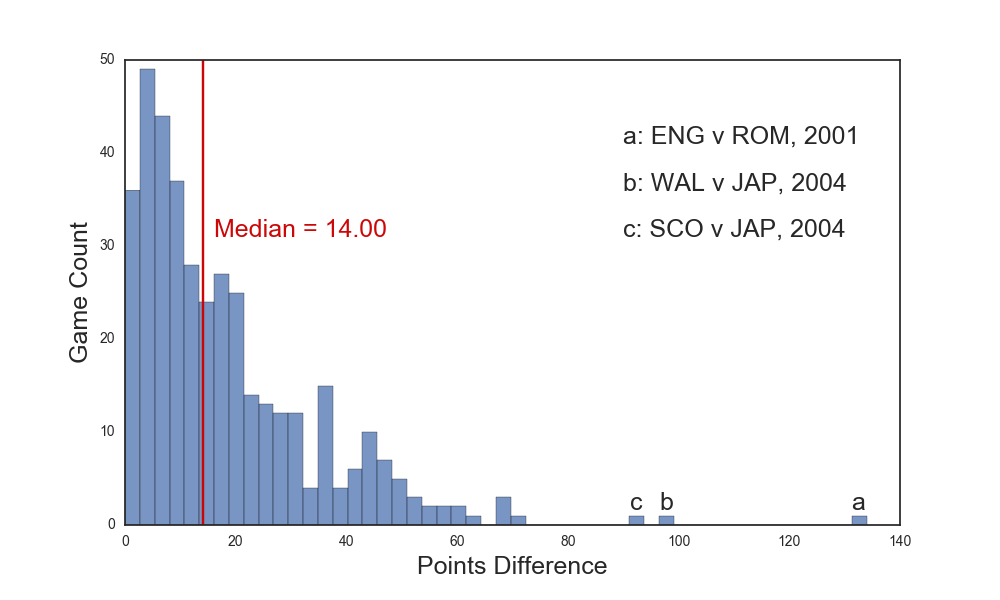 50
40
30
20
10
0
Game Count
a: ENG v ROM, 2001
b: WAL v JAP, 2004
c: SCO v JAP, 2004
Median = 14.00
c b a
0 20 40 60 80 100 120 140
Points Difference